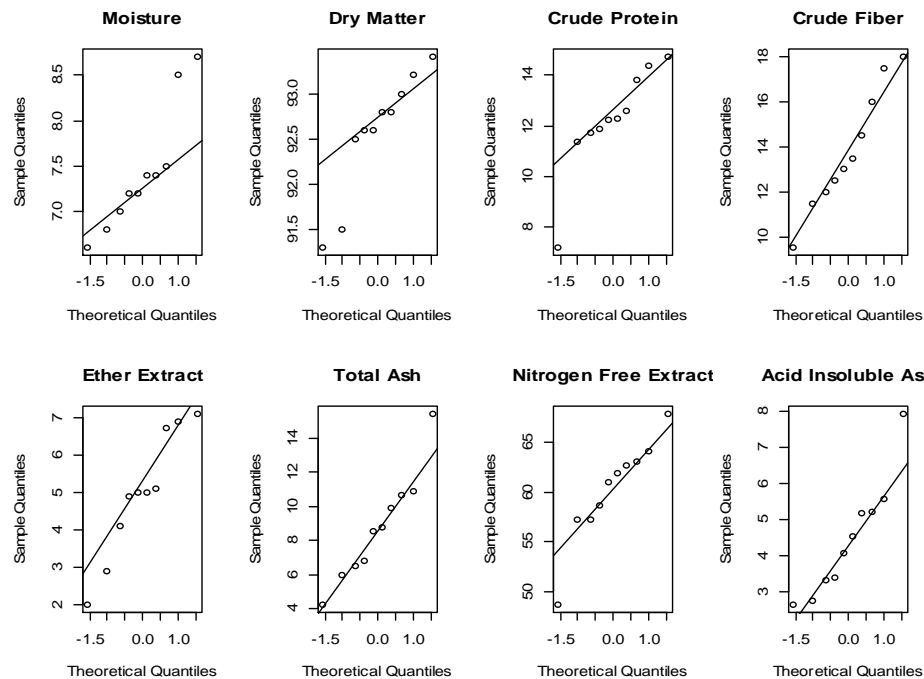 Moisture
Dry Matter
Crude Protein
Crude Fiber
Sample Quantiles
7.0 7.5 8.0 8.5
Sample Quantiles
91.5 92.0 92.5 93.0
Sample Quantiles
8 10 12 14
Sample Quantiles
10 12 14 16 18
-1.5 0.0 1.0
-1.5 0.0 1.0
-1.5 0.0 1.0
-1.5 0.0 1.0
Theoretical Quantiles
Theoretical Quantiles
Theoretical Quantiles
Theoretical Quantiles
Ether Extract
Total Ash
Nitrogen Free Extract
Acid Insoluble As
Sample Quantiles
2 3 4 5 6 7
Sample Quantiles
4 6 8 10 12 14
Sample Quantiles
50 55 60 65
Sample Quantiles
3 4 5 6 7 8
-1.5 0.0 1.0
-1.5 0.0 1.0
-1.5 0.0 1.0
-1.5 0.0 1.0
Theoretical Quantiles
Theoretical Quantiles
Theoretical Quantiles
Theoretical Quantiles